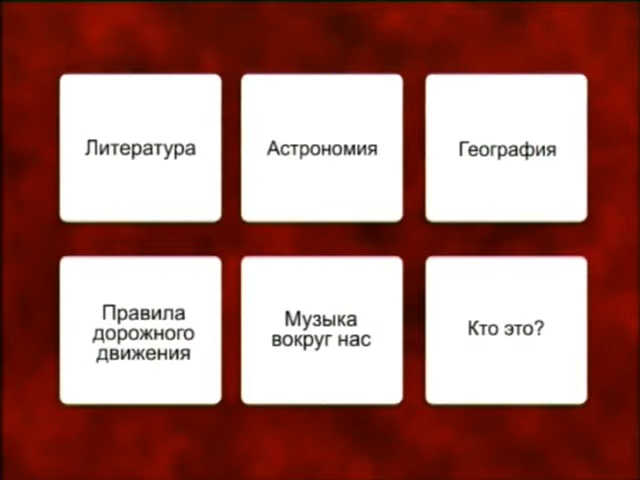 Литература
Астрономия
География
Правила
дорожного
движения
Музыка
вокруг нас
Кто это?